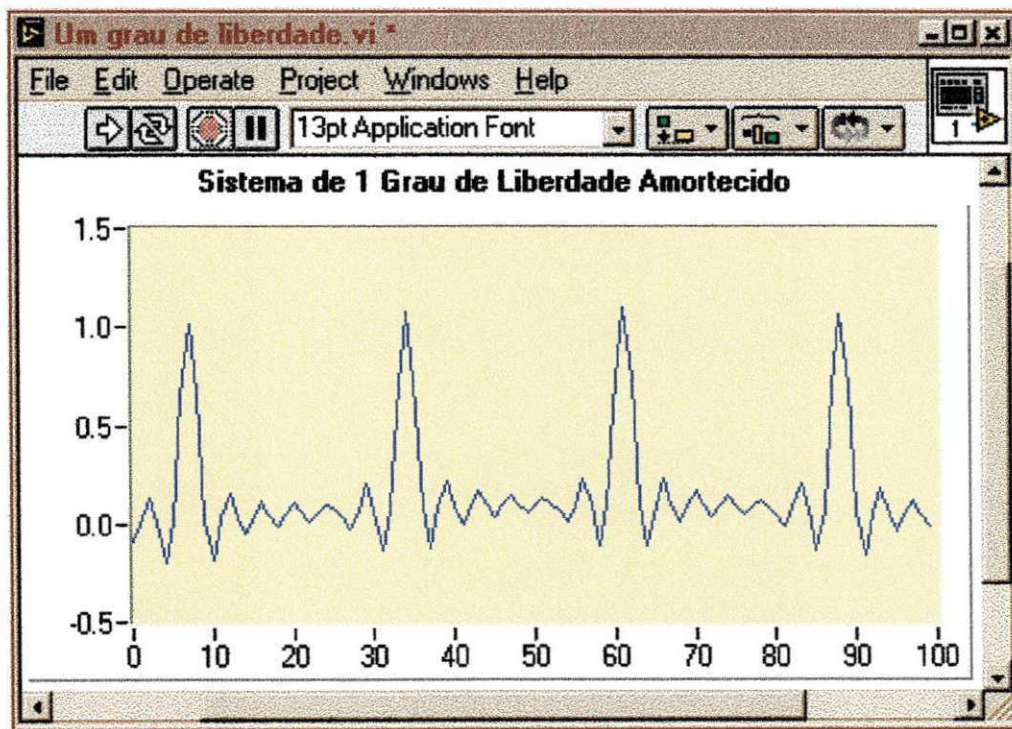 Um grau de liberdade.vi *
File Edit Operate Project Windows Help
13pt Application Font
1
Sistema de 1 Grau de Liberdade Amortecido
1.5
1.0
0.5
0.0
-0.5
0 10 20 30 40 50 60 70 80 90 100